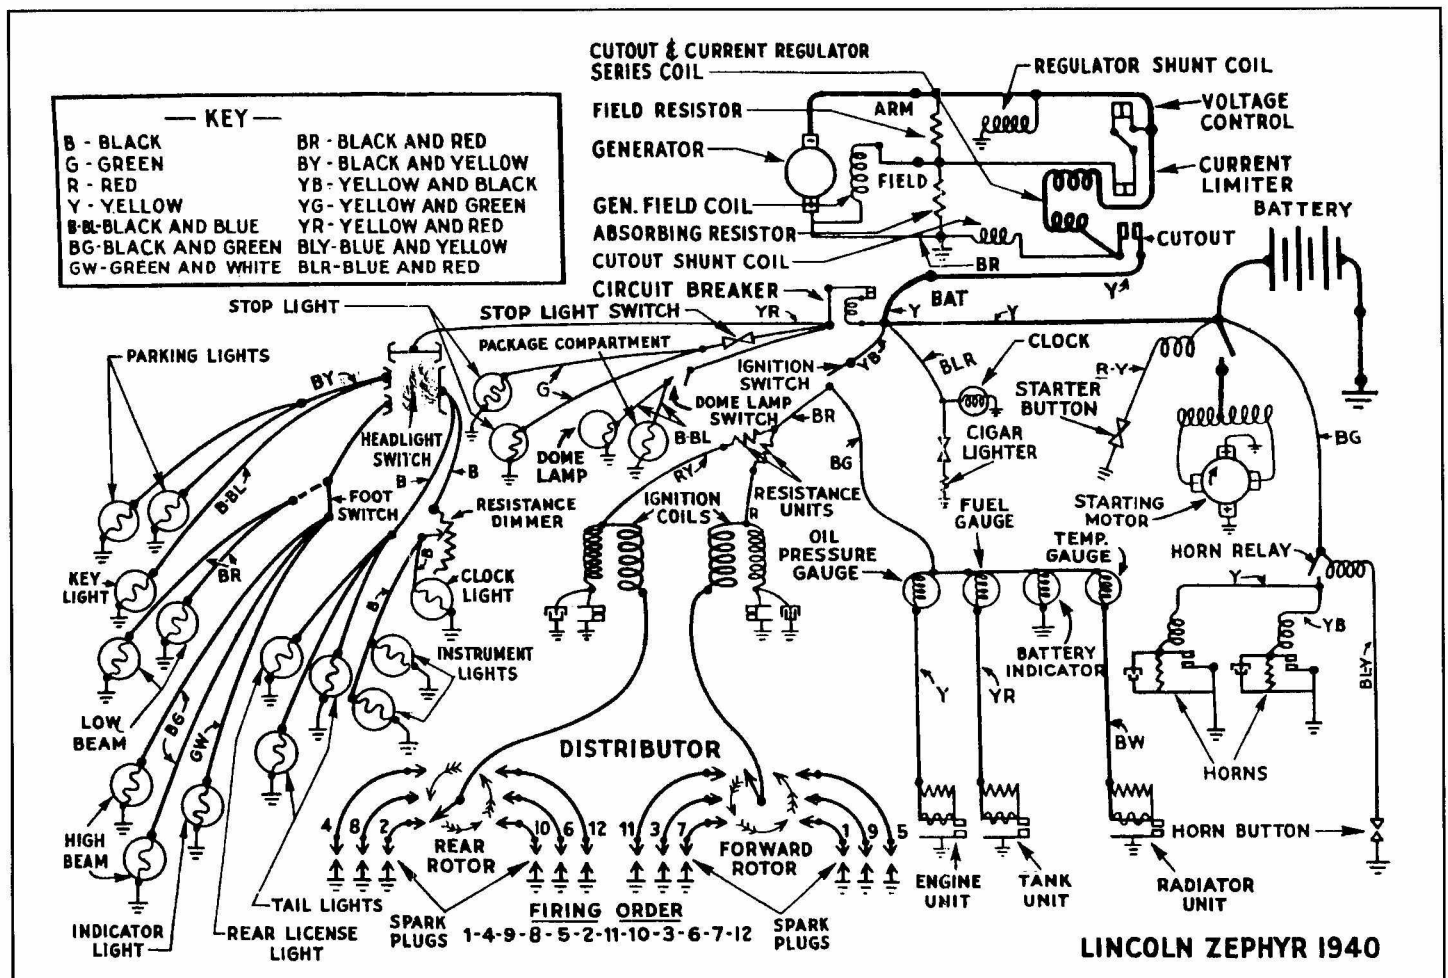 CUTOUT & CURRENT REGULATOR
SERIES COIL
REGULATOR SHUNT COIL
FIELD RESISTOR
ARM
VOLTAGE
CONTROL
GENERATOR
FIELD
CURRENT
LIMITER
GEN. FIELD COIL
BATTERY
ABSORBING RESISTOR
CUTOUT
CUTOUT SHUNT COIL
BR
CIRCUIT BREAKER
BAT
Y
— KEY —
B - BLACK
G - GREEN
R - RED
Y - YELLOW
B-BL-BLACK AND BLUE
BG-BLACK AND GREEN
GW-GREEN AND WHITE
BR - BLACK AND RED
BY - BLACK AND YELLOW
YB-YELLOW AND BLACK
YG-YELLOW AND GREEN
YR-YELLOW AND RED
BLY-BLUE AND YELLOW
BLR-BLUE AND RED
STOP LIGHT
STOP LIGHT SWITCH
YR
Y
Y
PARKING LIGHTS
PACKAGE COMPARTMENT
IGNITION
SWITCH
YB
BLR
CLOCK
R-Y
BY
G
DOME LAMP
SWITCH
BR
STARTER
BUTTON
HEADLIGHT
SWITCH
DOME
LAMP
B-BL
CIGAR
LIGHTER
BG
BG
B-BL
B
B
RY
RESISTANCE
UNITS
FOOT
SWITCH
RESISTANCE
DIMMER
IGNITION
COILS
R
FUEL
GAUGE
STARTING
MOTOR
OIL
PRESSURE
GAUGE
TEMP.
GAUGE
HORN RELAY
KEY
LIGHT
BR
B
B
CLOCK
LIGHT
Y
YB
INSTRUMENT
LIGHTS
BATTERY
INDICATOR
BL-Y
Y
YR
BW
LOW
BEAM
BG
GW
HORNS
DISTRIBUTOR
HIGH
BEAM
4
8
2
10
6
12
11
3
7
1
9
5
REAR
ROTOR
FORWARD
ROTOR
HORN BUTTON
TAIL LIGHTS
ENGINE
UNIT
TANK
UNIT
RADIATOR
UNIT
INDICATOR
LIGHT
REAR LICENSE
LIGHT
SPARK
PLUGS
FIRING ORDER
1-4-9-8-5-2-11-10-3-6-7-12
SPARK
PLUGS
LINCOLN ZEPHYR 1940